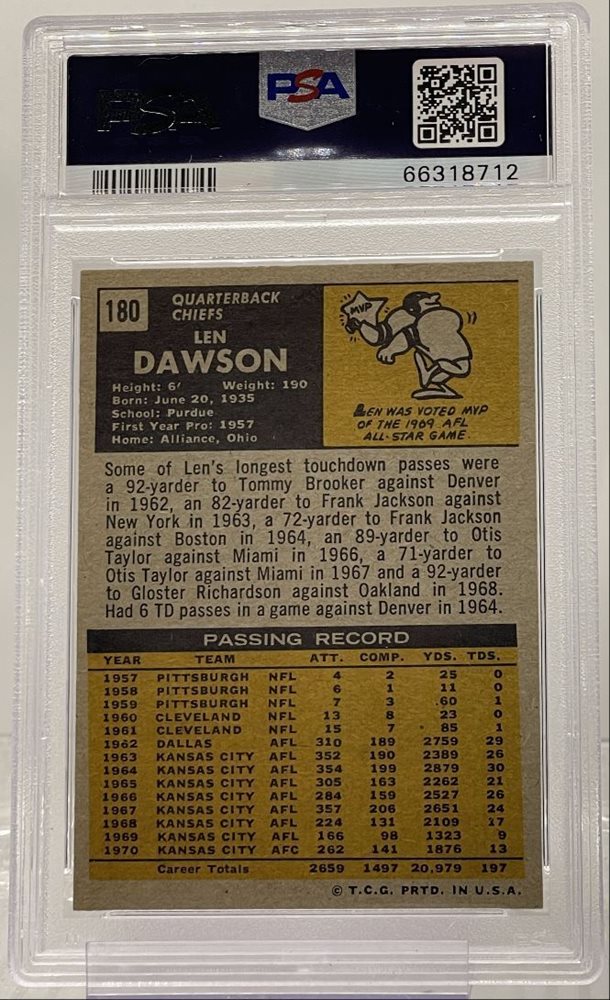 PSA
PSA
66318712
180
QUARTERBACK
CHIEFS
LEN
DAWSON
Height: 6' Weight: 190
Born: June 20, 1935
School: Purdue
First Year Pro: 1957
Home: Alliance, Ohio
MVP
LEN WAS VOTED MVP
OF THE 1969 AFL
ALL-STAR GAME.
Some of Len's longest touchdown passes were
a 92-yarder to Tommy Brooker against Denver
in 1962, an 82-yarder to Frank Jackson against
New York in 1963, a 72-yarder to Frank Jackson
against Boston in 1964, an 89-yarder to Otis
Taylor against Miami in 1966, a 71-yarder to
Otis Taylor against Miami in 1967 and a 92-yarder
to Gloster Richardson against Oakland in 1968.
Had 6 TD passes in a game against Denver in 1964.
PASSING RECORD
YEAR TEAM ATT. COMP. YDS. TDS.
1957 PITTSBURGH NFL 4 2 25 0
1958 PITTSBURGH NFL 6 1 11 0
1959 PITTSBURGH NFL 7 3 60 1
1960 CLEVELAND NFL 13 8 23 0
1961 CLEVELAND NFL 15 7 85 1
1962 DALLAS AFL 310 189 2759 29
1963 KANSAS CITY AFL 352 190 2389 26
1964 KANSAS CITY AFL 354 199 2879 30
1965 KANSAS CITY AFL 305 163 2262 21
1966 KANSAS CITY AFL 284 159 2527 26
1967 KANSAS CITY AFL 357 206 2651 24
1968 KANSAS CITY AFL 224 131 2109 17
1969 KANSAS CITY AFL 166 98 1323 9
1970 KANSAS CITY AFC 262 141 1876 13
Career Totals 2659 1497 20,979 197
© T.C.G. PRTD. IN U.S.A.